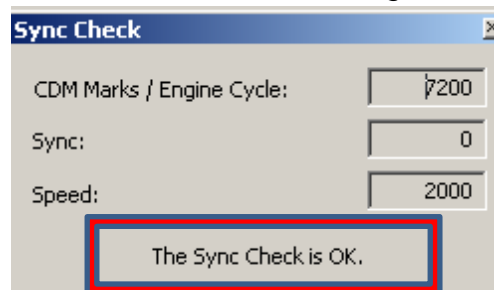 Sync Check
CDM Marks / Engine Cycle: 7200
Sync: 0
Speed: 2000
The Sync Check is OK.